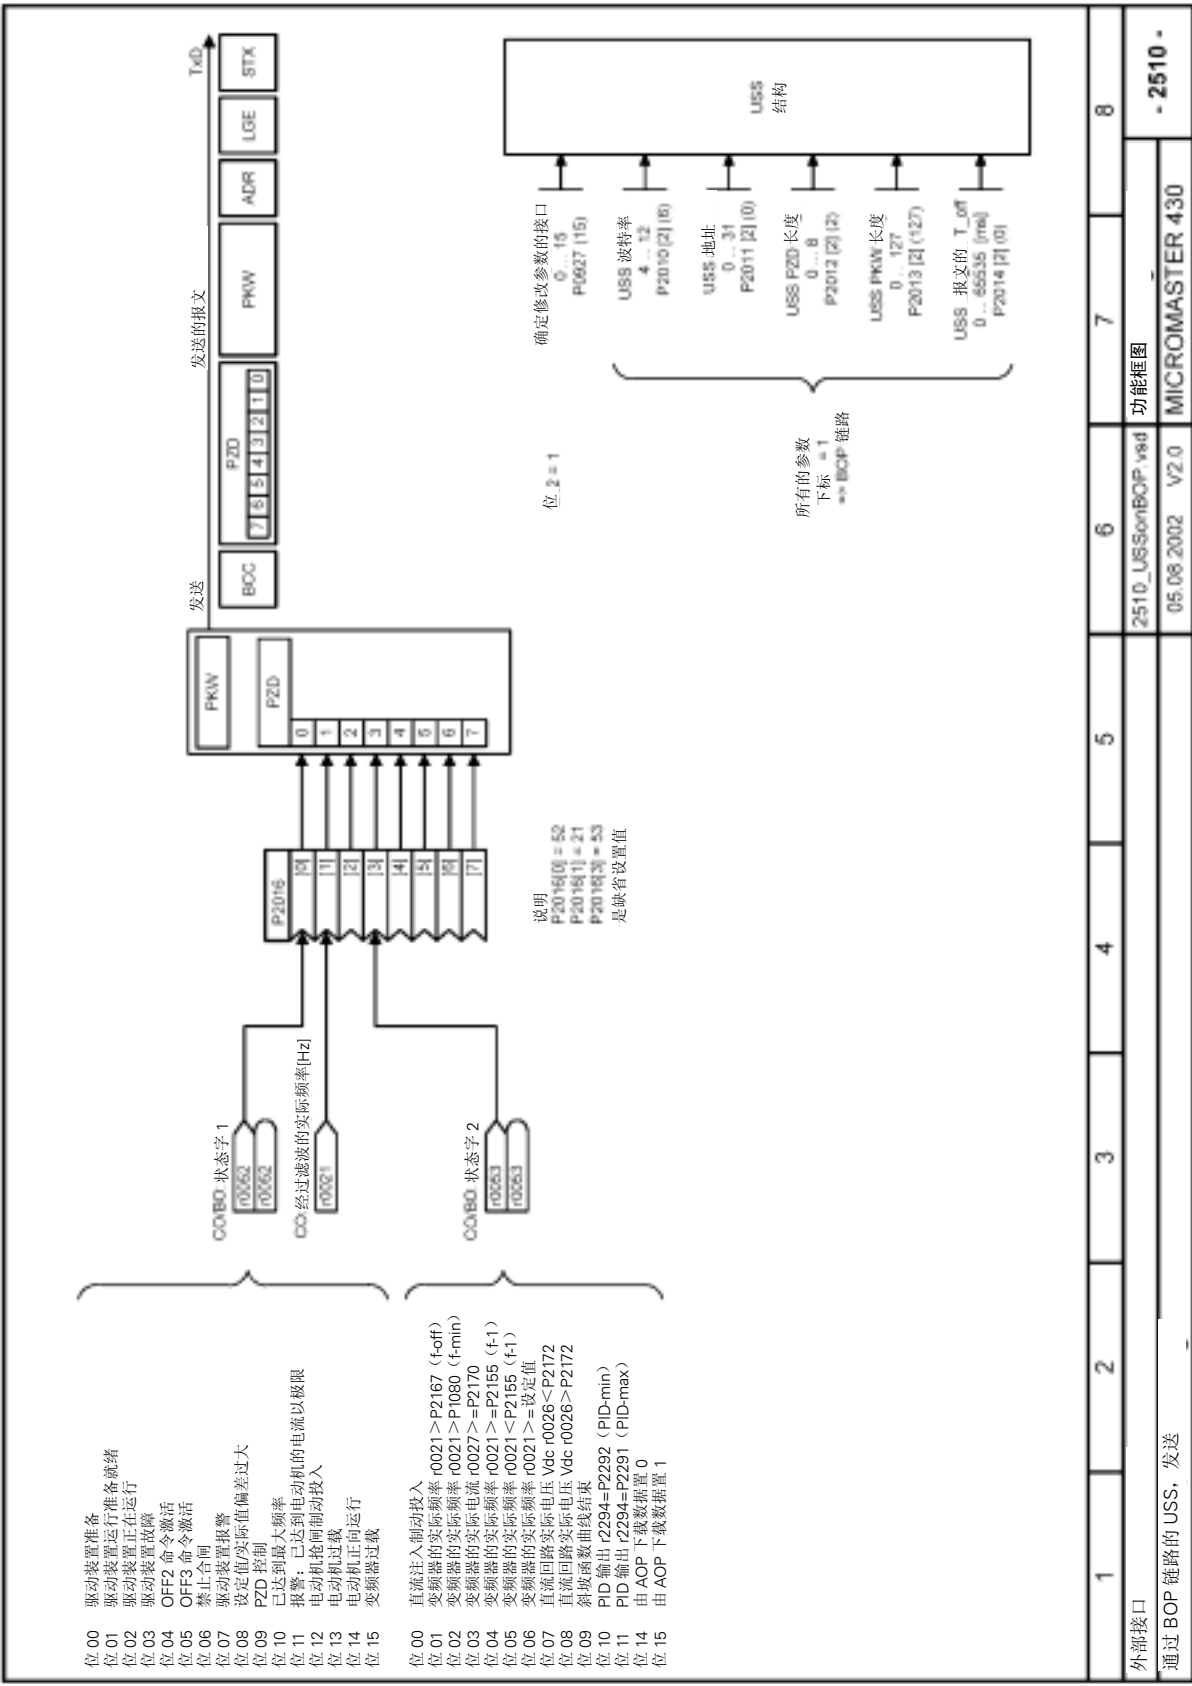 位 00 驱动装置准备
位 01 驱动装置运行准备就绪
位 02 驱动装置正在运行
位 03 驱动装置故障
位 04 OFF2 命令激活
位 05 OFF3 命令激活
位 06 禁止合闸
位 07 驱动装置报警
位 08 设定值/实际值偏差过大
位 09 PZD 控制
位 10 已达到最大频率
位 11 报警：已达到电动机的电流以极限
位 12 电动机抢闸制动投入
位 13 电动机过载
位 14 电动机正向运行
位 15 变频器过载
位 00 直流注入制动投入
位 01 变频器的实际频率 r0021＞P2167（f-off）
位 02 变频器的实际频率 r0021＞P1080（f-min）
位 03 变频器的实际电流 r0027＞=P2170
位 04 变频器的实际频率 r0021＞=P2155（f-1）
位 05 变频器的实际频率 r0021＜P2155（f-1）
位 06 变频器的实际频率 r0021＞=设定值
位 07 直流回路实际电压 Vdc r0026＜P2172
位 08 直流回路实际电压 Vdc r0026＞P2172
位 09 斜坡函数曲线结束
位 10 PID 输出 r2294=P2292（PID-min）
位 11 PID 输出 r2294=P2291（PID-max）
位 14 由 AOP 下载数据置 0
位 15 由 AOP 下载数据置 1
CO/BO: 状态字 1
r0052
r0052
CO: 经过滤波的实际频率[Hz]
r0021
CO/BO: 状态字 2
r0053
r0053
P2016
[0]
[1]
[2]
[3]
[4]
[5]
[6]
[7]
说明
P2016[0] = 52
P2016[1] = 21
P2016[3] = 53
是缺省设置值
PKW
PZD
0
1
2
3
4
5
6
7
发送
发送的报文
TxD
BCC
PZD
7 6 5 4 3 2 1 0
PKW
ADR
LGE
STX
位 2 = 1
确定修改参数的接口
0 ... 15
P0927 (15)
USS 波特率
4 ... 12
P2010 [2] (6)
USS 地址
0 ... 31
P2011 [2] (0)
USS PZD 长度
0 ... 8
P2012 [2] (2)
USS PKW 长度
0 ... 127
P2013 [2] (127)
USS 报文的 T_off
0 ... 65535 [ms]
P2014 [2] (0)
所有的参数
下标 = 1
=> BOP 链路
USS
结构
1 2 3 4 5 6 7 8
外部接口
通过 BOP 链路的 USS，发送
2510_USSonBOP.vsd
05.08.2002 V2.0
功能框图
MICROMASTER 430
- 2510 -